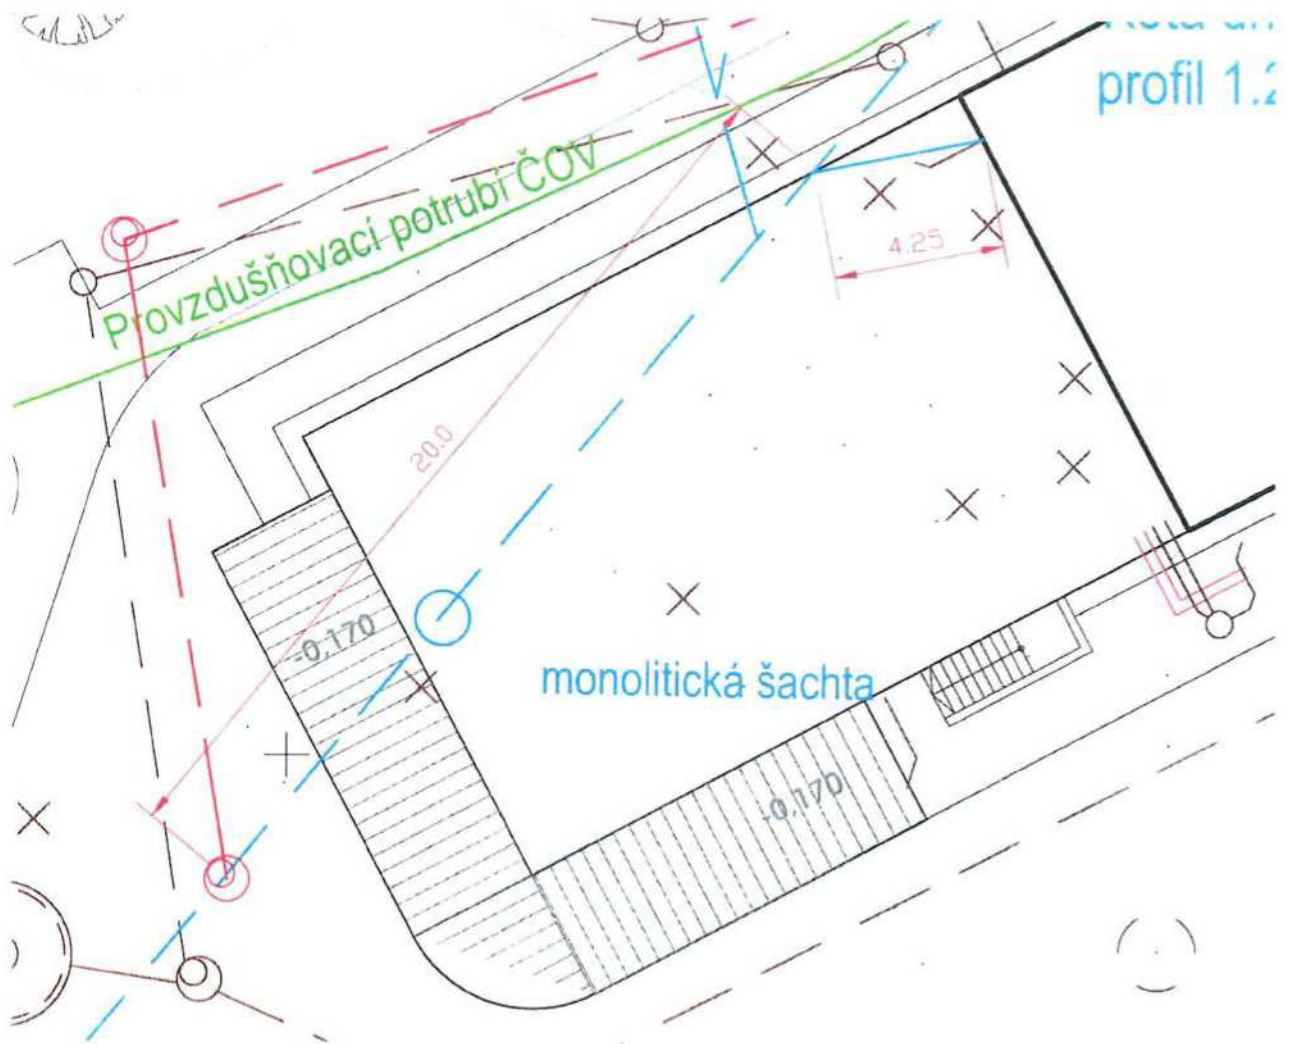 profil 1.2
Provzdušňovací potrubí ČOV
4.25
20.0
-0,170
monolitická šachta
-0,170